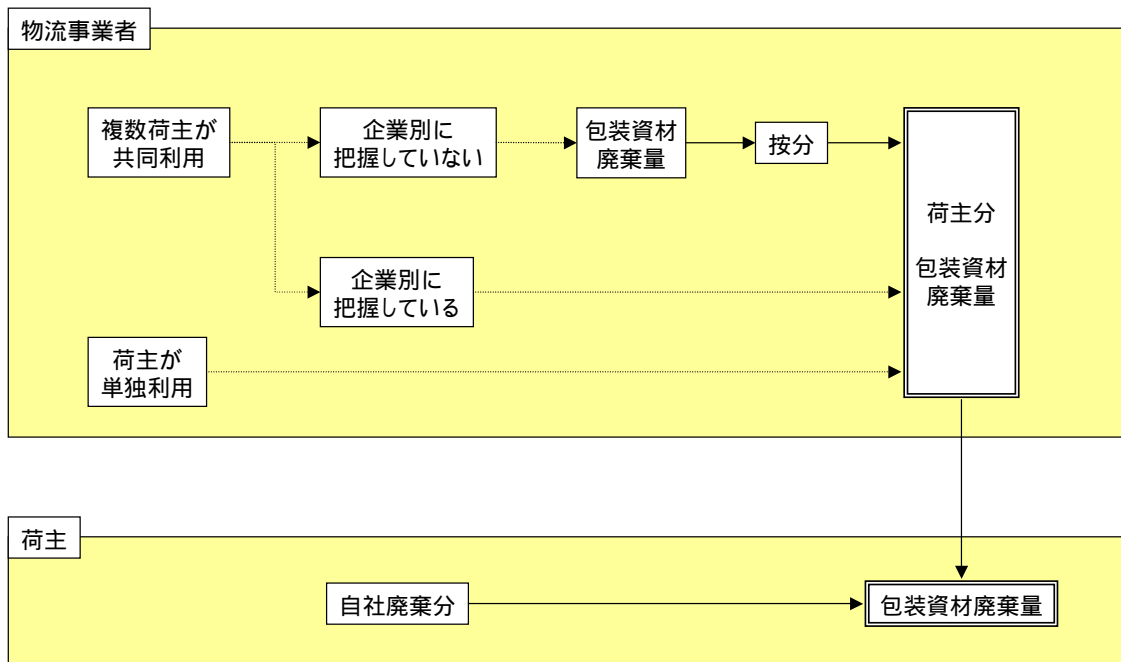 物流事業者
複数荷主が
共同利用
企業別に
把握していない
包装資材
廃棄量
按分
荷主分
包装資材
廃棄量
企業別に
把握している
荷主が
単独利用
荷主
自社廃棄分
包装資材廃棄量